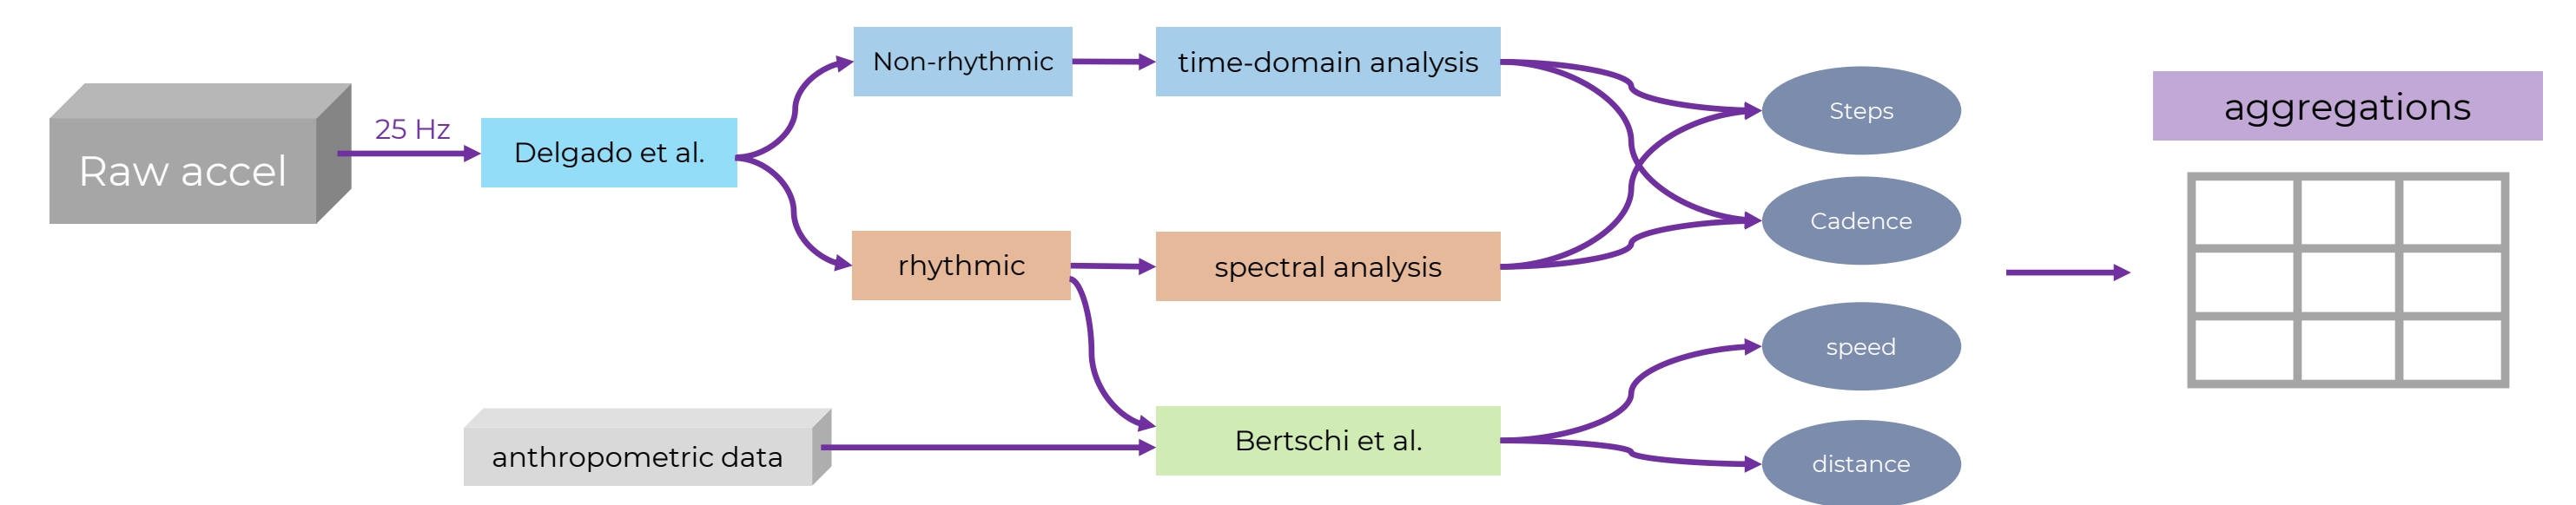 Raw accel
25 Hz
Delgado et al.
Non-rhythmic
time-domain analysis
rhythmic
spectral analysis
anthropometric data
Bertschi et al.
Steps
Cadence
speed
distance
aggregations